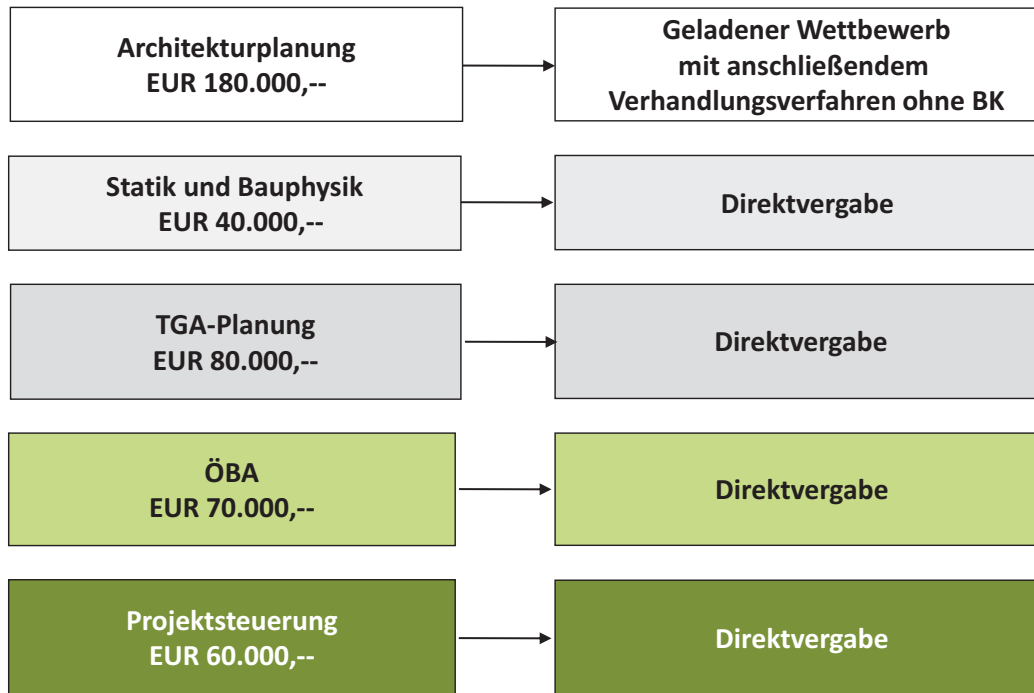 Architekturplanung
EUR 180.000,--
Geladener Wettbewerb
mit anschließendem
Verhandlungsverfahren ohne BK
Statik und Bauphysik
EUR 40.000,--
Direktvergabe
TGA-Planung
EUR 80.000,--
Direktvergabe
ÖBA
EUR 70.000,--
Direktvergabe
Projektsteuerung
EUR 60.000,--
Direktvergabe